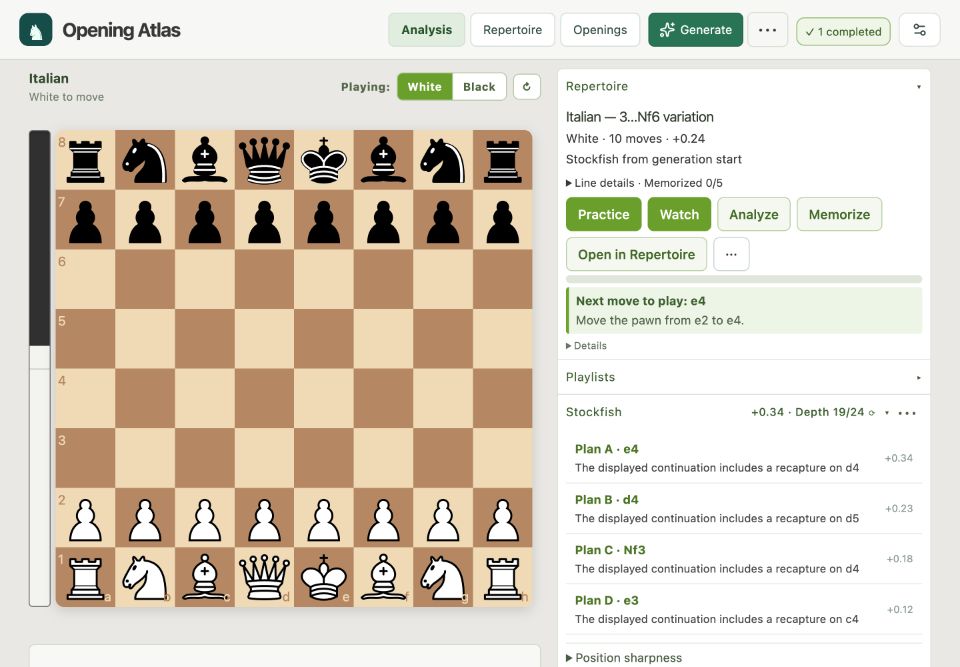 Opening Atlas
Analysis
Repertoire
Openings
Generate
...
✓ 1 completed
Italian
White to move
Playing:
White
Black
8
7
6
5
4
3
2
1
a
b
c
d
e
f
g
h
Repertoire
Italian — 3...Nf6 variation
White · 10 moves · +0.24
Stockfish from generation start
Line details · Memorized 0/5
Practice
Watch
Analyze
Memorize
Open in Repertoire
...
Next move to play: e4
Move the pawn from e2 to e4.
Details
Playlists
Stockfish
+0.34 · Depth 19/24
...
Plan A · e4
The displayed continuation includes a recapture on d4
+0.34
Plan B · d4
The displayed continuation includes a recapture on d5
+0.23
Plan C · Nf3
The displayed continuation includes a recapture on d4
+0.18
Plan D · e3
The displayed continuation includes a recapture on c4
+0.12
Position sharpness